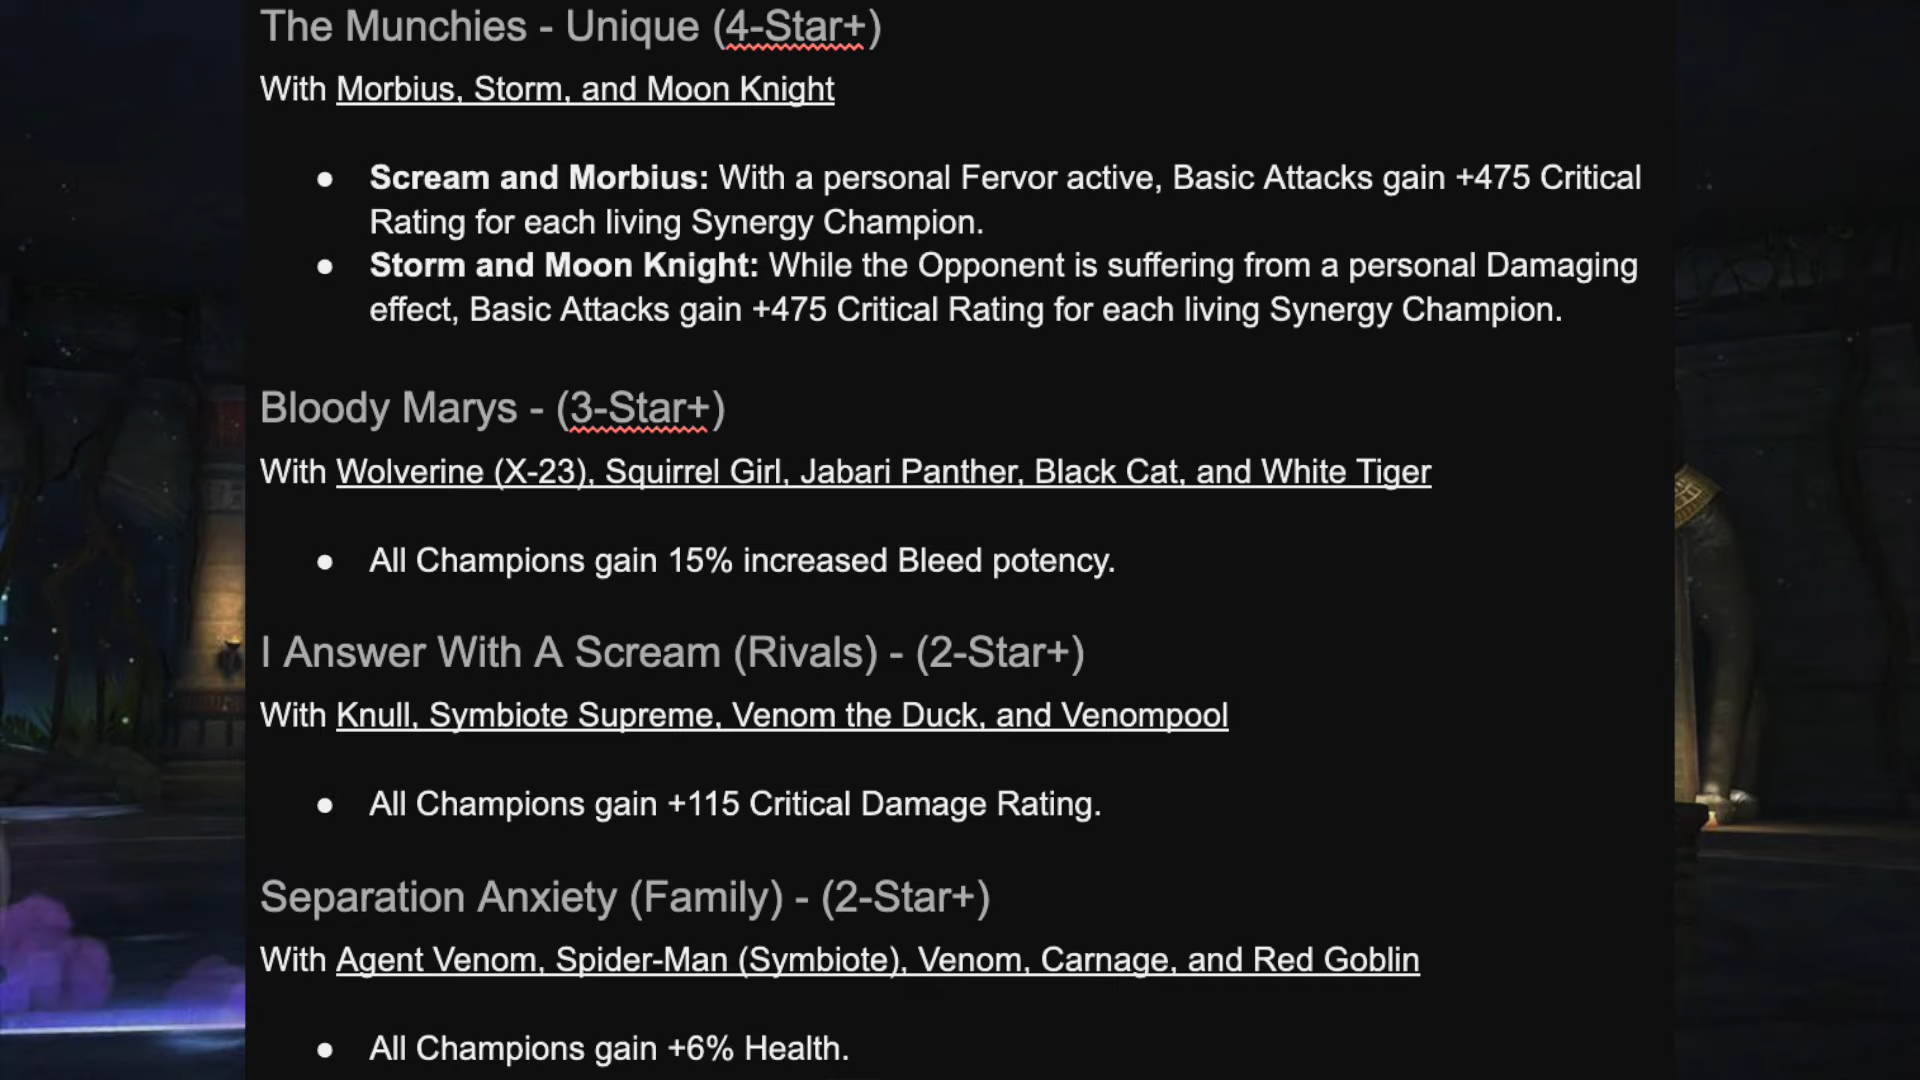 The Munchies - Unique (4-Star+)
With Morbius, Storm, and Moon Knight
● Scream and Morbius: With a personal Fervor active, Basic Attacks gain +475 Critical
Rating for each living Synergy Champion.
● Storm and Moon Knight: While the Opponent is suffering from a personal Damaging
effect, Basic Attacks gain +475 Critical Rating for each living Synergy Champion.
Bloody Marys - (3-Star+)
With Wolverine (X-23), Squirrel Girl, Jabari Panther, Black Cat, and White Tiger
● All Champions gain 15% increased Bleed potency.
I Answer With A Scream (Rivals) - (2-Star+)
With Knull, Symbiote Supreme, Venom the Duck, and Venompool
● All Champions gain +115 Critical Damage Rating.
Separation Anxiety (Family) - (2-Star+)
With Agent Venom, Spider-Man (Symbiote), Venom, Carnage, and Red Goblin
● All Champions gain +6% Health.